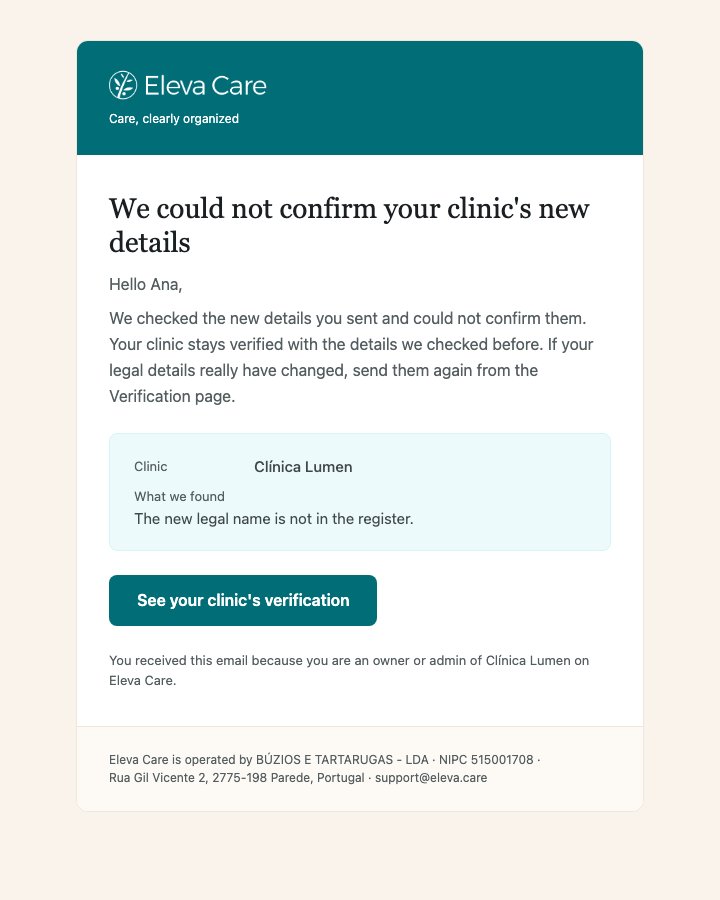 Eleva Care
Care, clearly organized
We could not confirm your clinic's new
details
Hello Ana,
We checked the new details you sent and could not confirm them.
Your clinic stays verified with the details we checked before. If your
legal details really have changed, send them again from the
Verification page.
Clinic Clínica Lumen
What we found
The new legal name is not in the register.
See your clinic's verification
You received this email because you are an owner or admin of Clínica Lumen on
Eleva Care.
Eleva Care is operated by BÚZIOS E TARTARUGAS - LDA · NIPC 515001708 ·
Rua Gil Vicente 2, 2775-198 Parede, Portugal · support@eleva.care